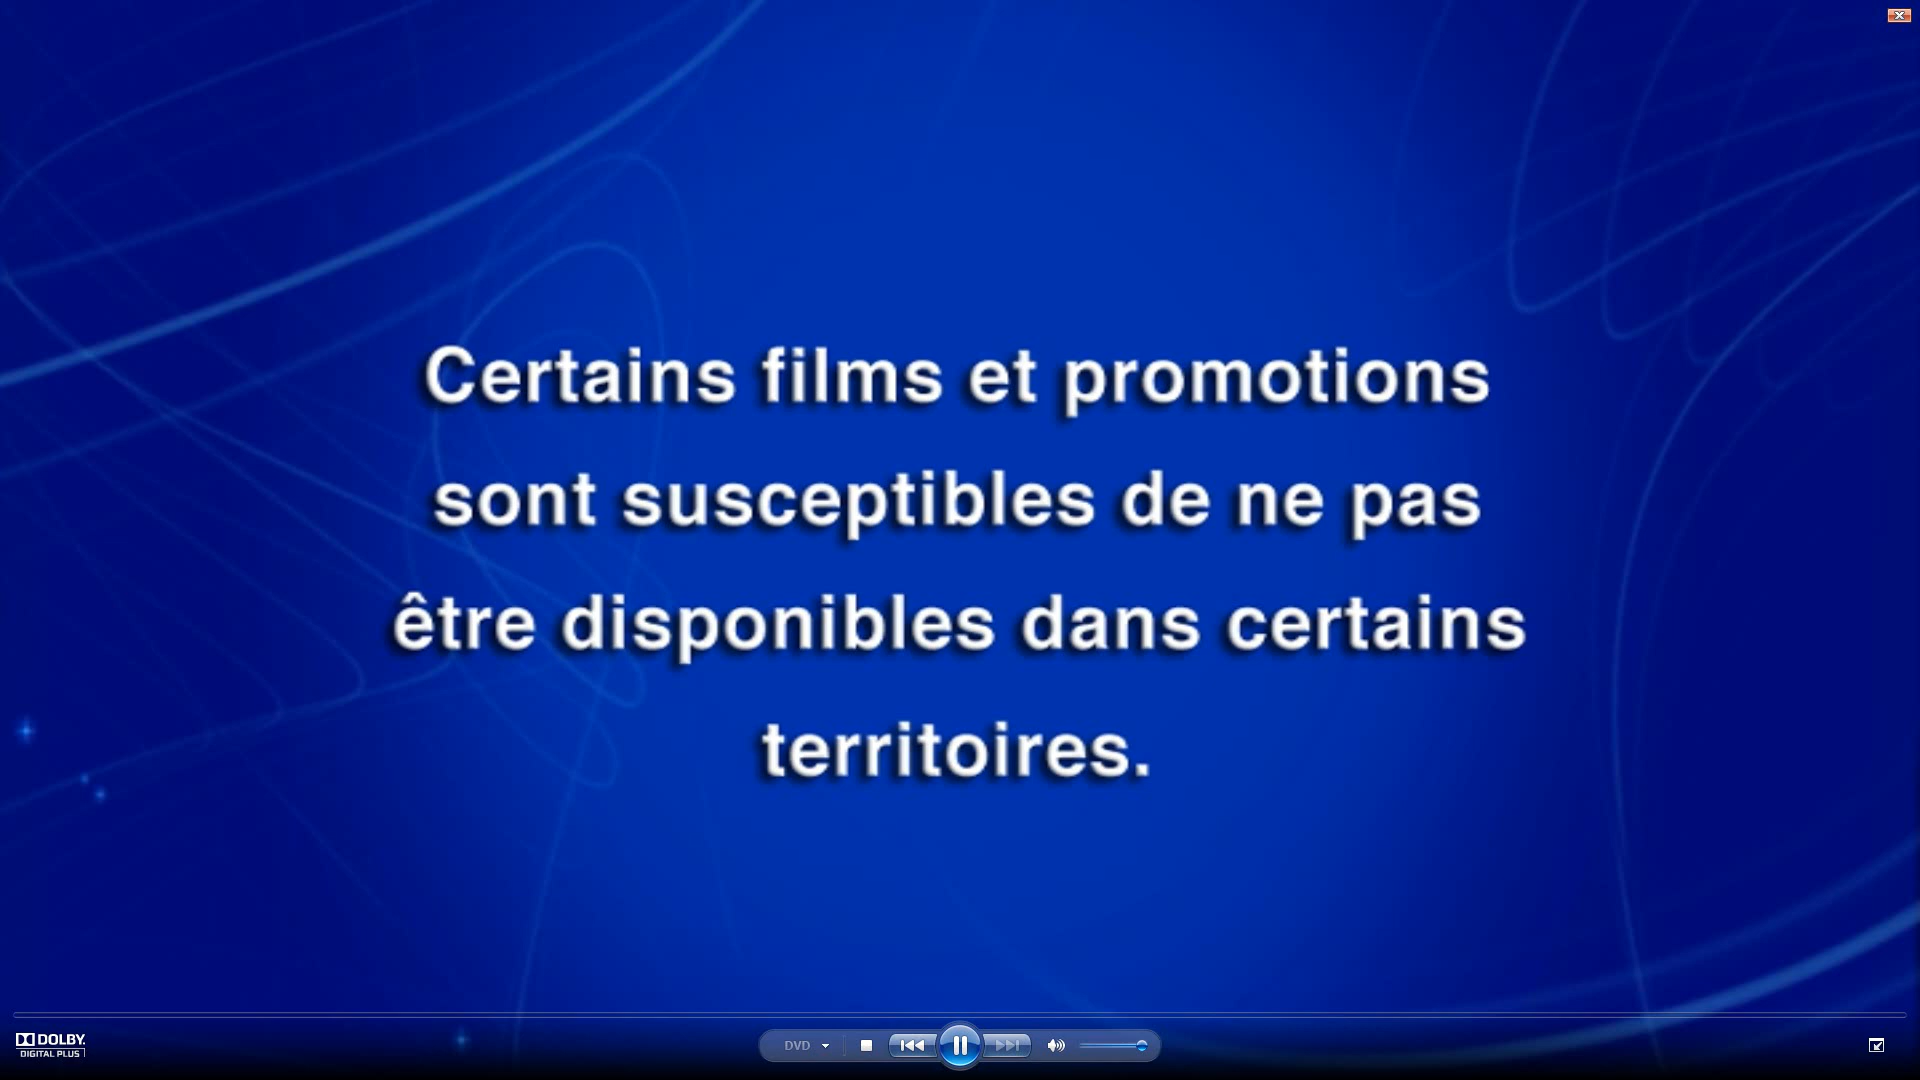 Certains films et promotions
sont susceptibles de ne pas
être disponibles dans certains
territoires.
DOLBY.
DIGITAL PLUS
DVD